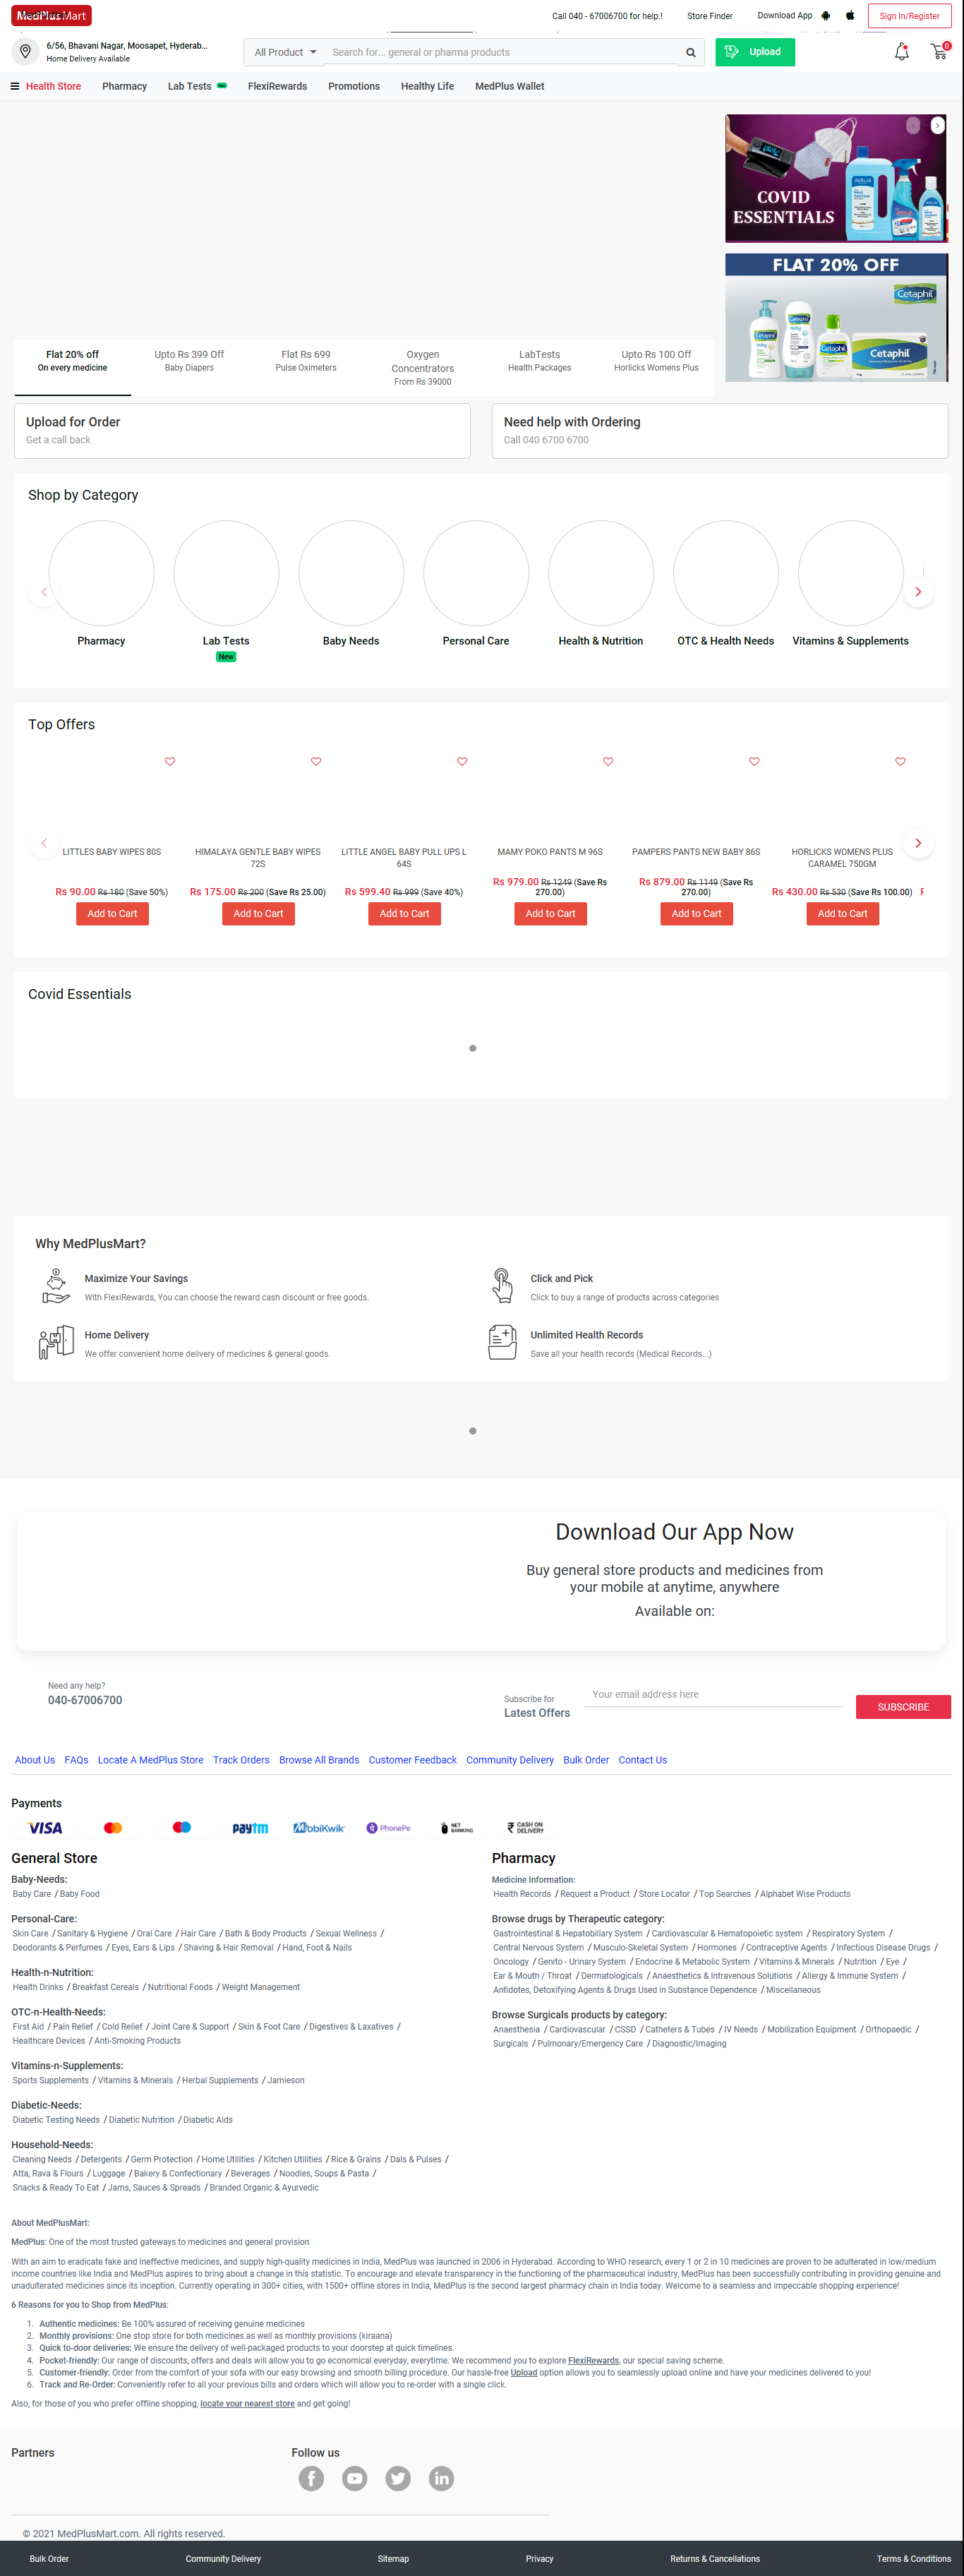 MedPlus Mart
Call 040 - 67006700 for help.!
Store Finder
Download App
Sign In/Register
6/56, Bhavani Nagar, Moosapet, Hyderab...
Home Delivery Available
All Product
Search for... general or pharma products
Upload
0
Health Store
Pharmacy
Lab Tests
FlexiRewards
Promotions
Healthy Life
MedPlus Wallet
COVID
ESSENTIALS
FLAT 20% OFF
Cetaphil
Flat 20% off
On every medicine
Upto Rs 399 Off
Baby Diapers
Flat Rs 699
Pulse Oximeters
Oxygen
Concentrators
From Rs 39000
LabTests
Health Packages
Upto Rs 100 Off
Horlicks Womens Plus
Upload for Order
Get a call back
Need help with Ordering
Call 040 6700 6700
Shop by Category
Pharmacy
Lab Tests
New
Baby Needs
Personal Care
Health & Nutrition
OTC & Health Needs
Vitamins & Supplements
Top Offers
LITTLES BABY WIPES 80S
Rs 90.00 Rs 180 (Save 50%)
Add to Cart
HIMALAYA GENTLE BABY WIPES
72S
Rs 175.00 Rs 200 (Save Rs 25.00)
Add to Cart
LITTLE ANGEL BABY PULL UPS L
64S
Rs 599.40 Rs 999 (Save 40%)
Add to Cart
MAMY POKO PANTS M 96S
Rs 979.00 Rs 1249 (Save Rs
270.00)
Add to Cart
PAMPERS PANTS NEW BABY 86S
Rs 879.00 Rs 1149 (Save Rs
270.00)
Add to Cart
HORLICKS WOMENS PLUS
CARAMEL 750GM
Rs 430.00 Rs 530 (Save Rs 100.00)
Add to Cart
Covid Essentials
Why MedPlusMart?
Maximize Your Savings
With FlexiRewards, You can choose the reward cash discount or free goods.
Click and Pick
Click to buy a range of products across categories
Home Delivery
We offer convenient home delivery of medicines & general goods.
Unlimited Health Records
Save all your health records (Medical Records...)
Download Our App Now
Buy general store products and medicines from
your mobile at anytime, anywhere
Available on:
Need any help?
040-67006700
Subscribe for
Latest Offers
Your email address here
SUBSCRIBE
About Us FAQs Locate A MedPlus Store Track Orders Browse All Brands Customer Feedback Community Delivery Bulk Order Contact Us
Payments
VISA
paytm
MobiKwik
PhonePe
NET
BANKING
CASH ON
DELIVERY
General Store
Baby-Needs:
Baby Care / Baby Food
Personal-Care:
Skin Care / Sanitary & Hygiene / Oral Care / Hair Care / Bath & Body Products / Sexual Wellness /
Deodorants & Perfumes / Eyes, Ears & Lips / Shaving & Hair Removal / Hand, Foot & Nails
Health-n-Nutrition:
Health Drinks / Breakfast Cereals / Nutritional Foods / Weight Management
OTC-n-Health-Needs:
First Aid / Pain Relief / Cold Relief / Joint Care & Support / Skin & Foot Care / Digestives & Laxatives /
Healthcare Devices / Anti-Smoking Products
Vitamins-n-Supplements:
Sports Supplements / Vitamins & Minerals / Herbal Supplements / Jamieson
Diabetic-Needs:
Diabetic Testing Needs / Diabetic Nutrition / Diabetic Aids
Household-Needs:
Cleaning Needs / Detergents / Germ Protection / Home Utilities / Kitchen Utilities / Rice & Grains / Dals & Pulses /
Atta, Rava & Flours / Luggage / Bakery & Confectionary / Beverages / Noodles, Soups & Pasta /
Snacks & Ready To Eat / Jams, Sauces & Spreads / Branded Organic & Ayurvedic
Pharmacy
Medicine Information:
Health Records / Request a Product / Store Locator / Top Searches / Alphabet Wise Products
Browse drugs by Therapeutic category:
Gastrointestinal & Hepatobiliary System / Cardiovascular & Hematopoietic system / Respiratory System /
Central Nervous System / Musculo-Skeletal System / Hormones / Contraceptive Agents / Infectious Disease Drugs /
Oncology / Genito - Urinary System / Endocrine & Metabolic System / Vitamins & Minerals / Nutrition / Eye /
Ear & Mouth / Throat / Dermatologicals / Anaesthetics & Intravenous Solutions / Allergy & Immune System /
Antidotes, Detoxifying Agents & Drugs Used in Substance Dependence / Miscellaneous
Browse Surgicals products by category:
Anaesthesia / Cardiovascular / CSSD / Catheters & Tubes / IV Needs / Mobilization Equipment / Orthopaedic /
Surgicals / Pulmonary/Emergency Care / Diagnostic/Imaging
About MedPlusMart:
MedPlus: One of the most trusted gateways to medicines and general provision
With an aim to eradicate fake and ineffective medicines, and supply high-quality medicines in India, MedPlus was launched in 2006 in Hyderabad. According to WHO research, every 1 or 2 in 10 medicines are proven to be adulterated in low/medium
income countries like India and MedPlus aspires to bring about a change in this statistic. To encourage and elevate transparency in the functioning of the pharmaceutical industry, MedPlus has been successfully contributing in providing genuine and
unadulterated medicines since its inception. Currently operating in 300+ cities, with 1500+ offline stores in India, MedPlus is the second largest pharmacy chain in India today. Welcome to a seamless and impeccable shopping experience!
6 Reasons for you to Shop from MedPlus:
1. Authentic medicines: Be 100% assured of receiving genuine medicines
2. Monthly provisions: One stop store for both medicines as well as monthly provisions (kiraana)
3. Quick to-door deliveries: We ensure the delivery of well-packaged products to your doorstep at quick timelines.
4. Pocket-friendly: Our range of discounts, offers and deals will allow you to go economical everyday, everytime. We recommend you to explore FlexiRewards, our special saving scheme.
5. Customer-friendly: Order from the comfort of your sofa with our easy browsing and smooth billing procedure. Our hassle-free Upload option allows you to seamlessly upload online and have your medicines delivered to you!
6. Track and Re-Order: Conveniently refer to all your previous bills and orders which will allow you to re-order with a single click.
Also, for those of you who prefer offline shopping, locate your nearest store and get going!
Partners
Follow us
© 2021 MedPlusMart.com. All rights reserved.
Bulk Order
Community Delivery
Sitemap
Privacy
Returns & Cancellations
Terms & Conditions